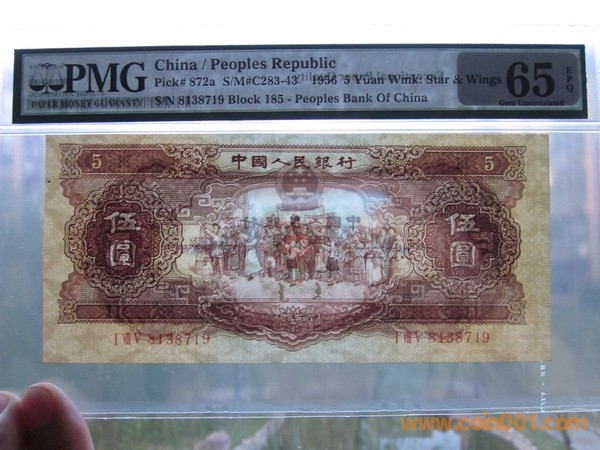 PMG
PAPER MONEY GUARANTY
China / Peoples Republic
Pick# 872a S/M#C283-43 1956 5 Yuan Wmk: Star & Wings
S/N 8138719 Block 185 - Peoples Bank Of China
65
EPQ
Gem Uncirculated
5
中國人民銀行
5
伍圓
伍圓
I VIII V 8138719
I VIII V 8138719
www.coin001.com